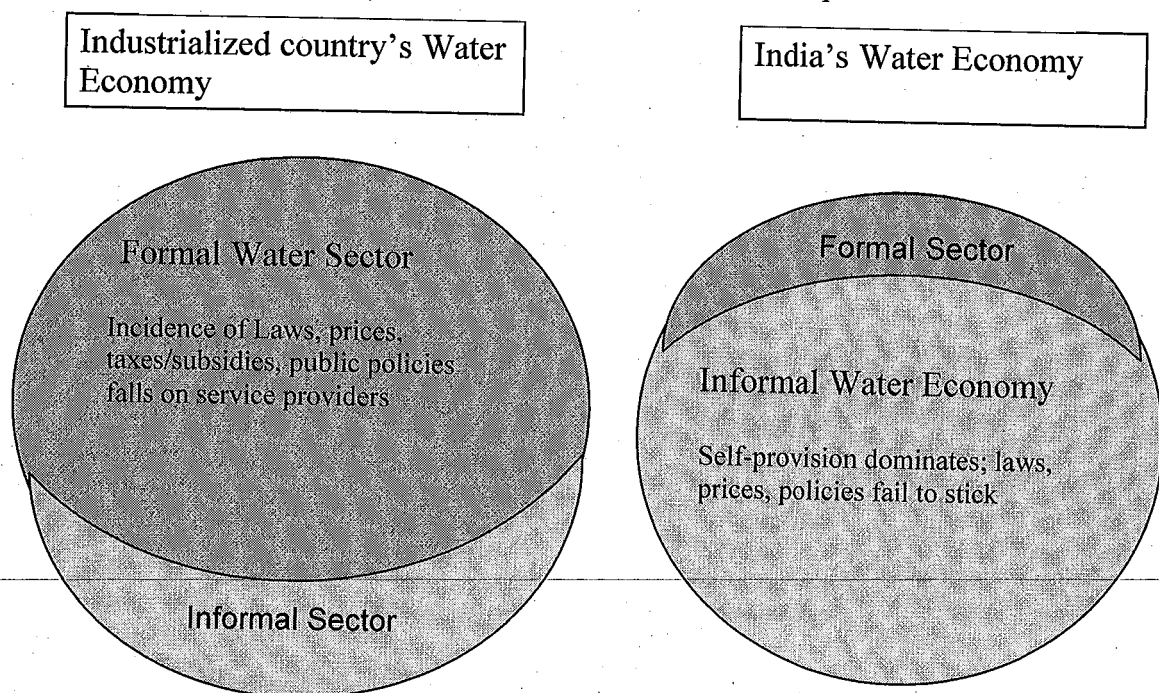 Industrialized country's Water
Economy
Formal Water Sector
Incidence of Laws, prices,
taxes/subsidies, public policies
falls on service providers
Informal Sector
India's Water Economy
Formal Sector
Informal Water Economy
Self-provision dominates; laws,
prices, policies fail to stick